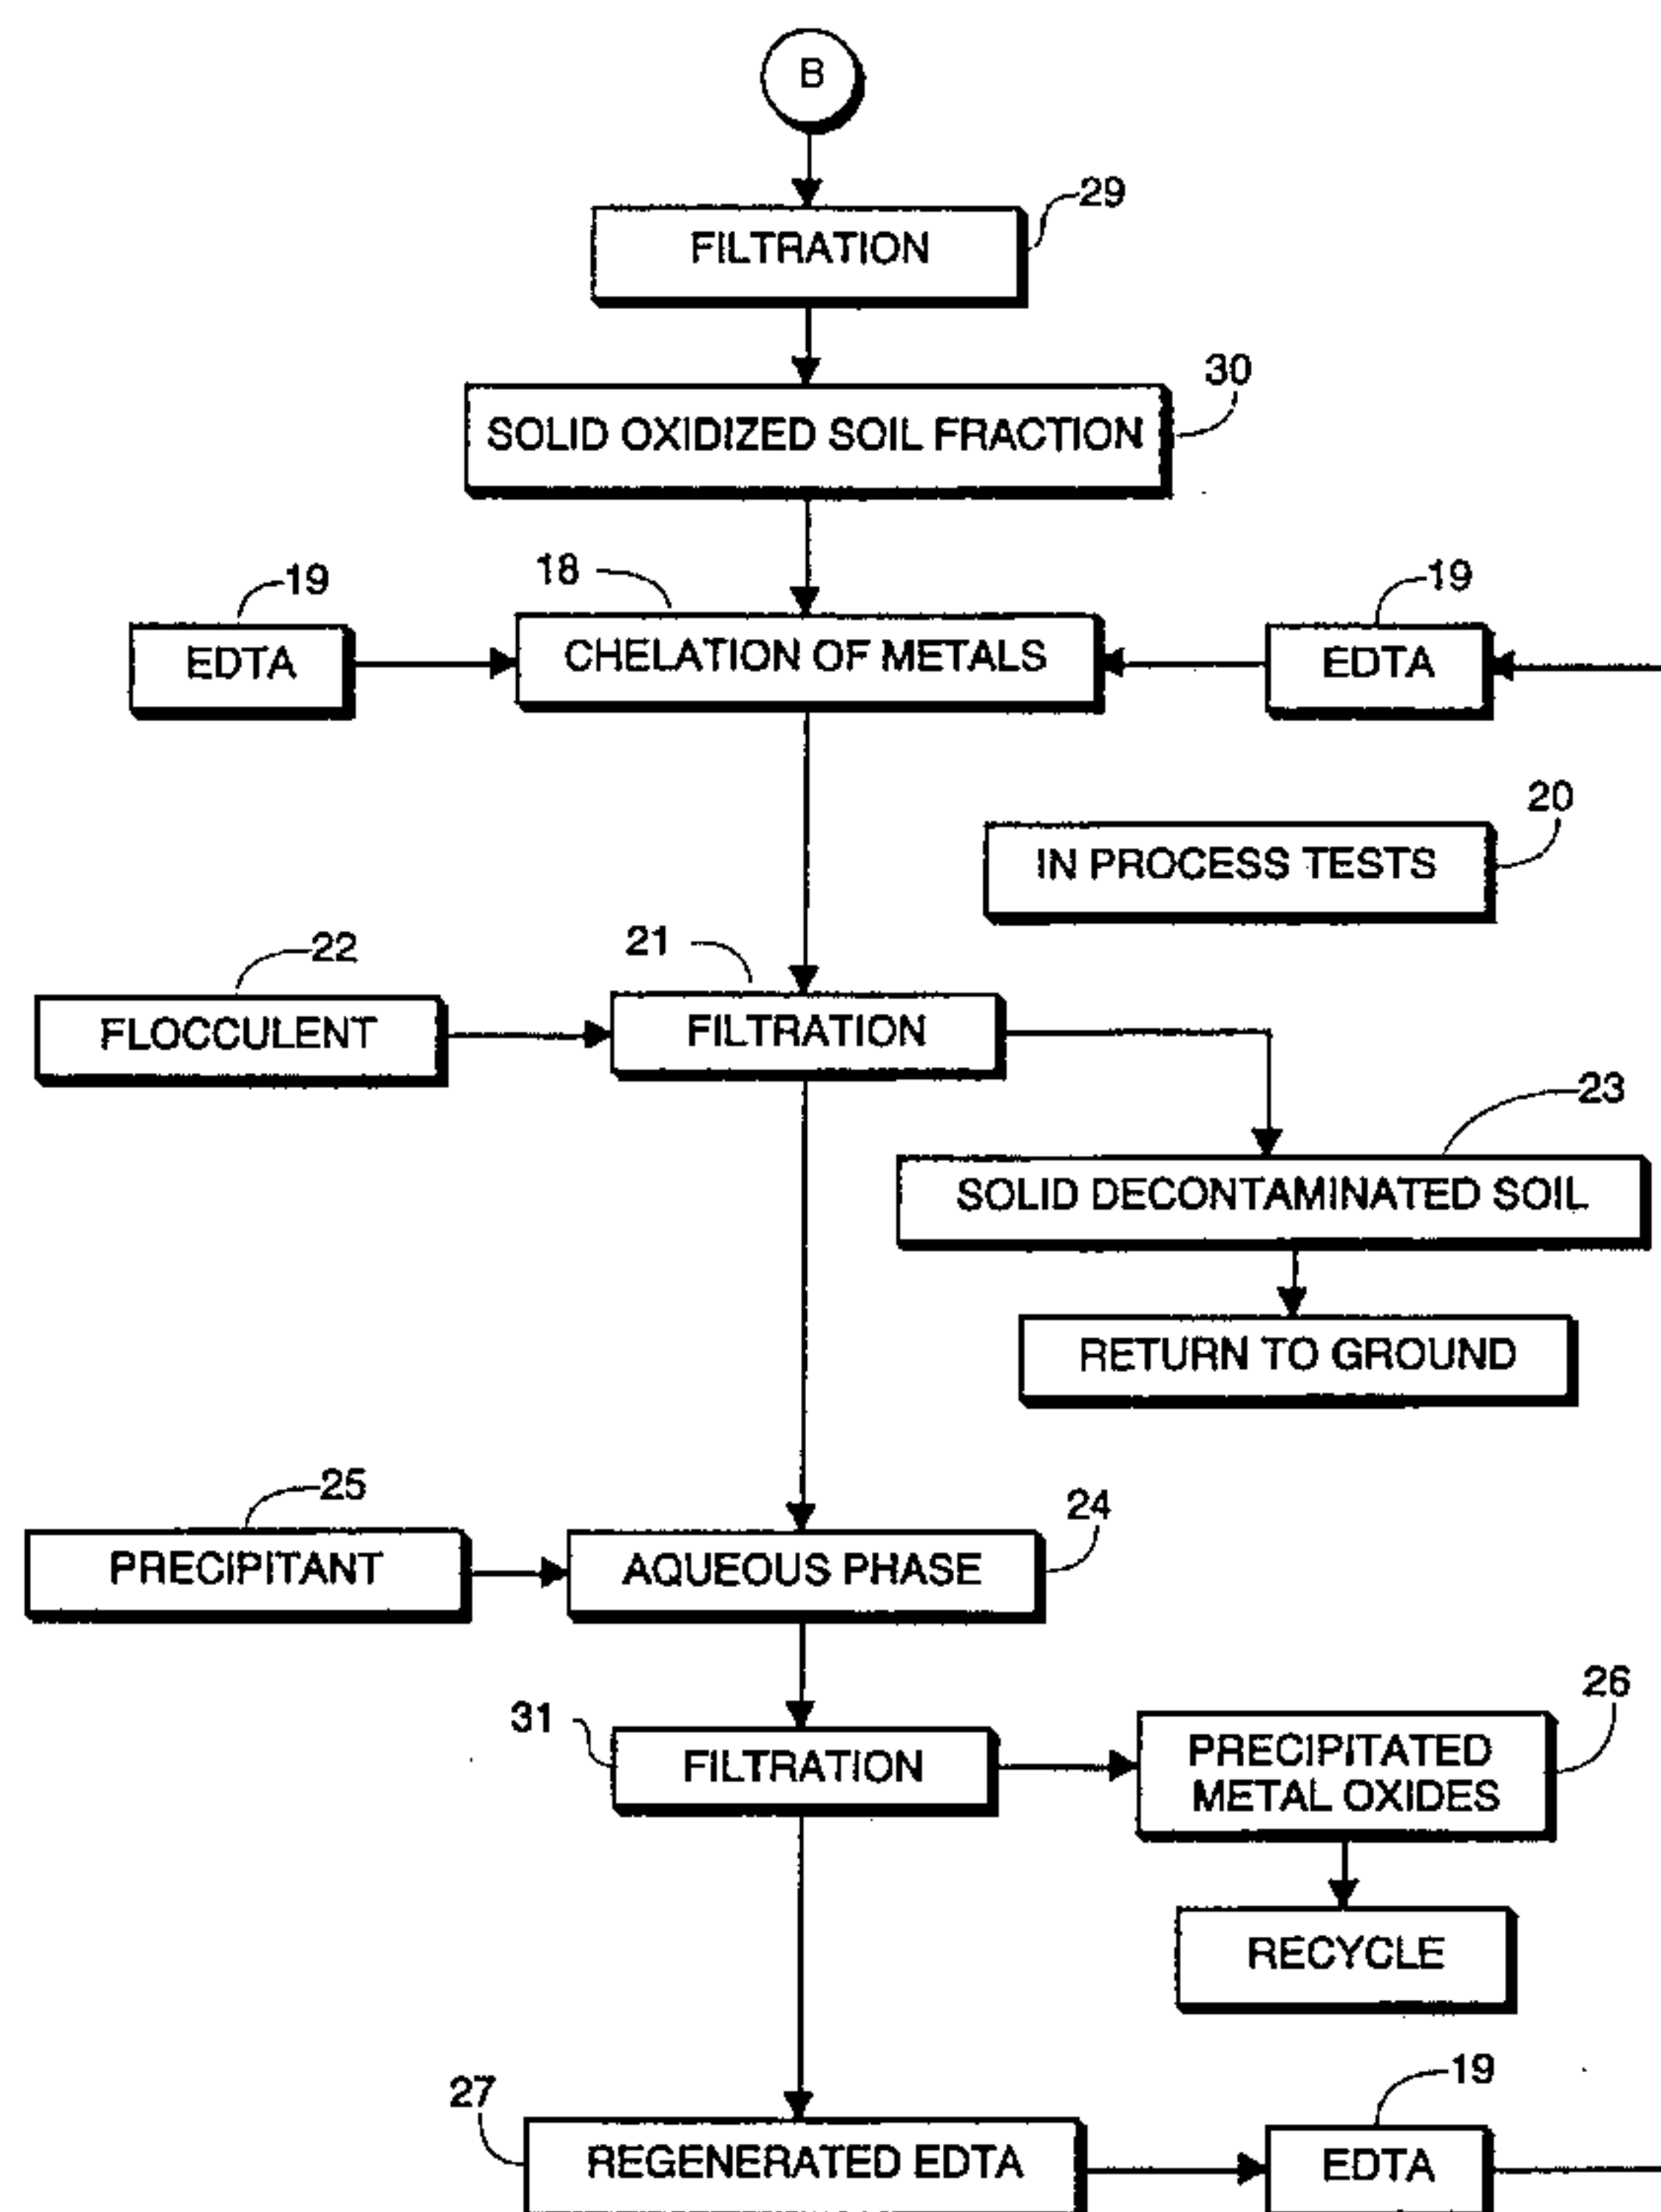 B
29
FILTRATION
30
SOLID OXIDIZED SOIL FRACTION
19
18
19
EDTA
CHELATION OF METALS
EDTA
20
IN PROCESS TESTS
22
21
FLOCCULENT
FILTRATION
23
SOLID DECONTAMINATED SOIL
RETURN TO GROUND
25
24
PRECIPITANT
AQUEOUS PHASE
26
31
FILTRATION
PRECIPITATED
METAL OXIDES
RECYCLE
19
27
REGENERATED EDTA
EDTA